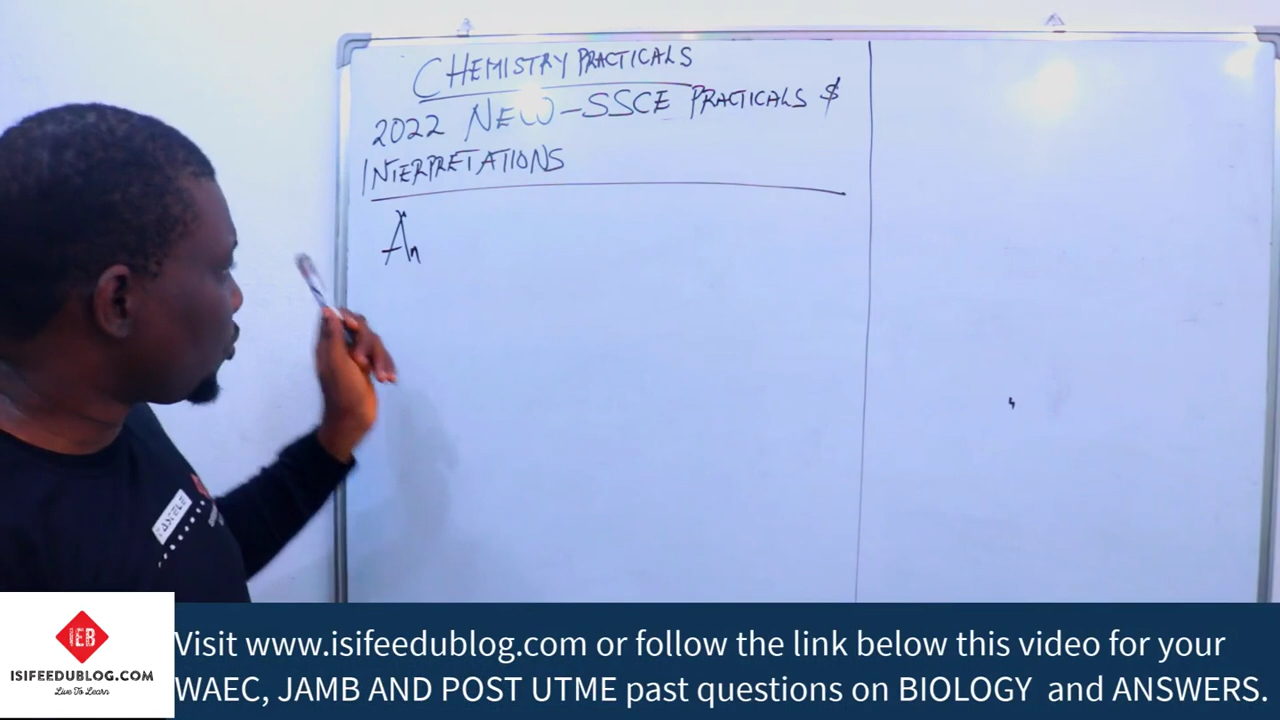 CHEMISTRY PRACTICALS
2022 NEW-SSCE PRACTICALS $
INTERPRETATIONS
An
IEB
ISIFEEDUBLOG.COM
Live To Learn
Visit www.isifeedublog.com or follow the link below this video for your
WAEC, JAMB AND POST UTME past questions on BIOLOGY and ANSWERS.